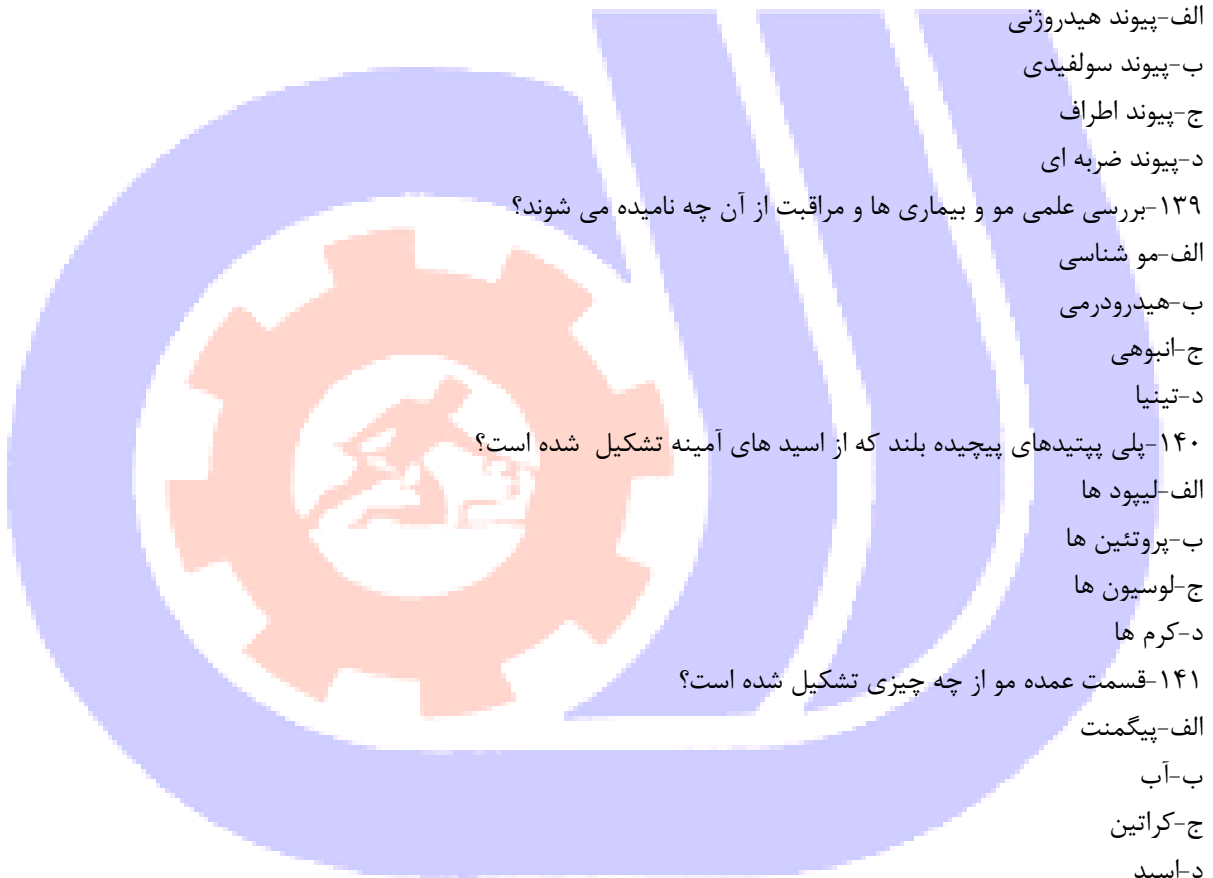 الف-پیوند هیدروژنی
ب-پیوند سولفیدی
ج-پیوند اطراف
د-پیوند ضربه ای
۱۳۹-بررسی علمی مو و بیماری ها و مراقبت از آن چه نامیده می شوند؟
الف-مو شناسی
ب-هیدرودرمی
ج-انبوهی
د-تینیا
۱۴۰-پلی پپتیدهای پیچیده بلند که از اسید های آمینه تشکیل شده است؟
الف-لیپود ها
ب-پروتئین ها
ج-لوسیون ها
د-کرم ها
۱۴۱-قسمت عمده مو از چه چیزی تشکیل شده است؟
الف-پیگمنت
ب-آب
ج-کراتین
د-اسید